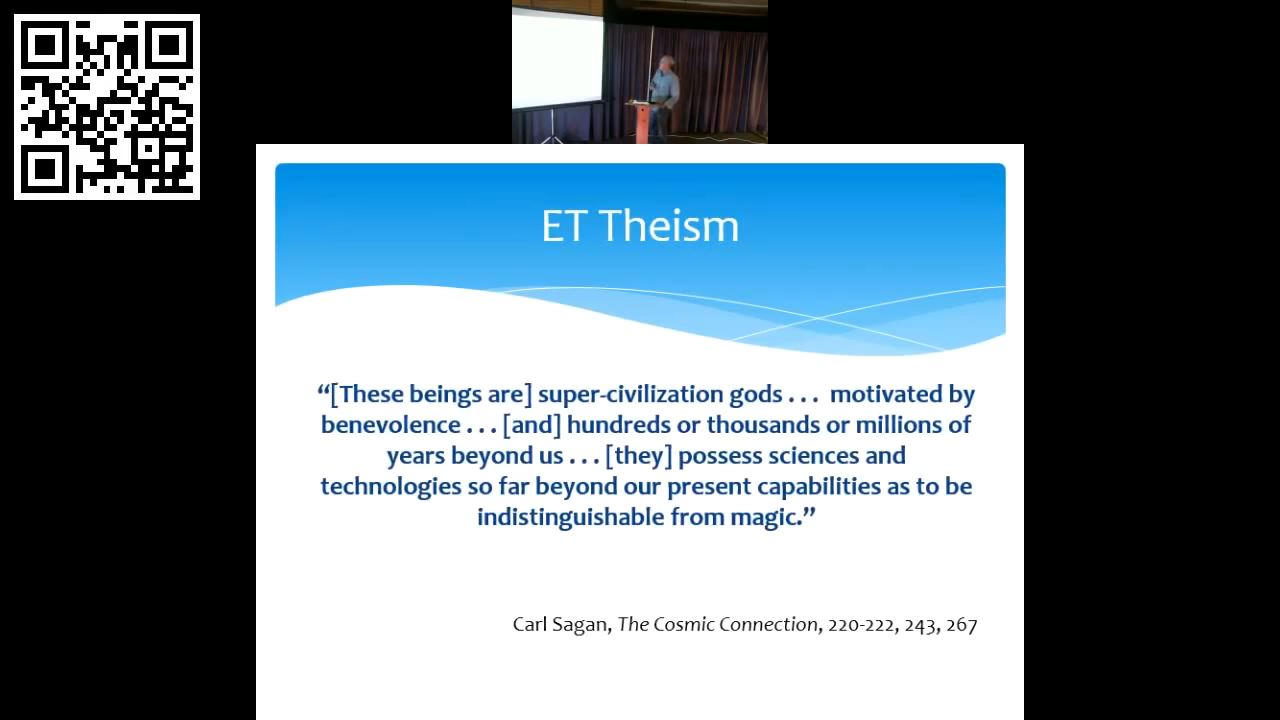 ET Theism
“[These beings are] super-civilization gods . . . motivated by
benevolence . . . [and] hundreds or thousands or millions of
years beyond us . . . [they] possess sciences and
technologies so far beyond our present capabilities as to be
indistinguishable from magic.”
Carl Sagan, The Cosmic Connection, 220-222, 243, 267